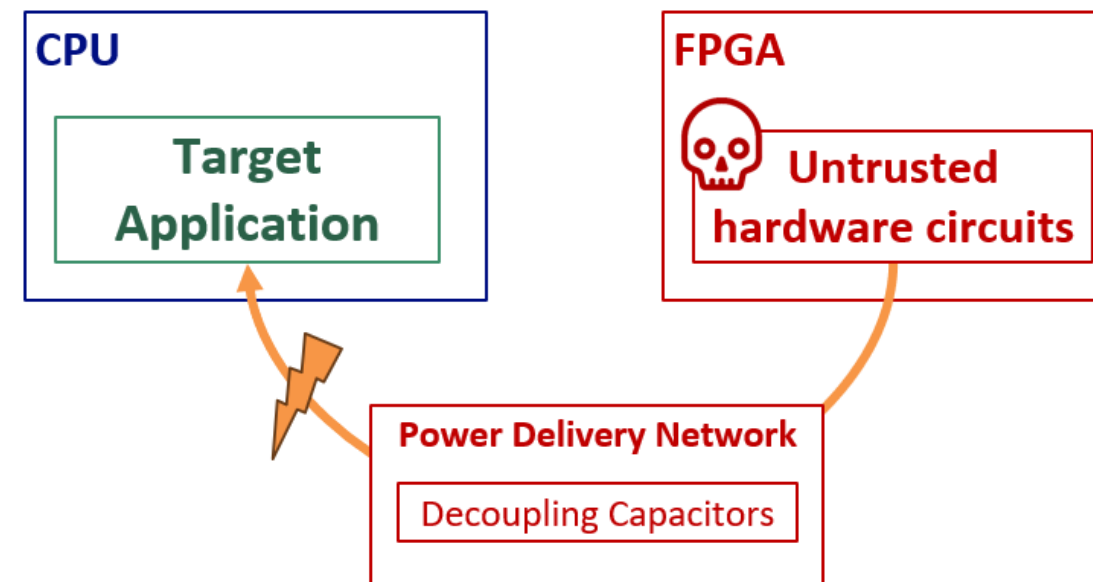 CPU
Target
Application
FPGA
Untrusted
hardware circuits
Power Delivery Network
Decoupling Capacitors